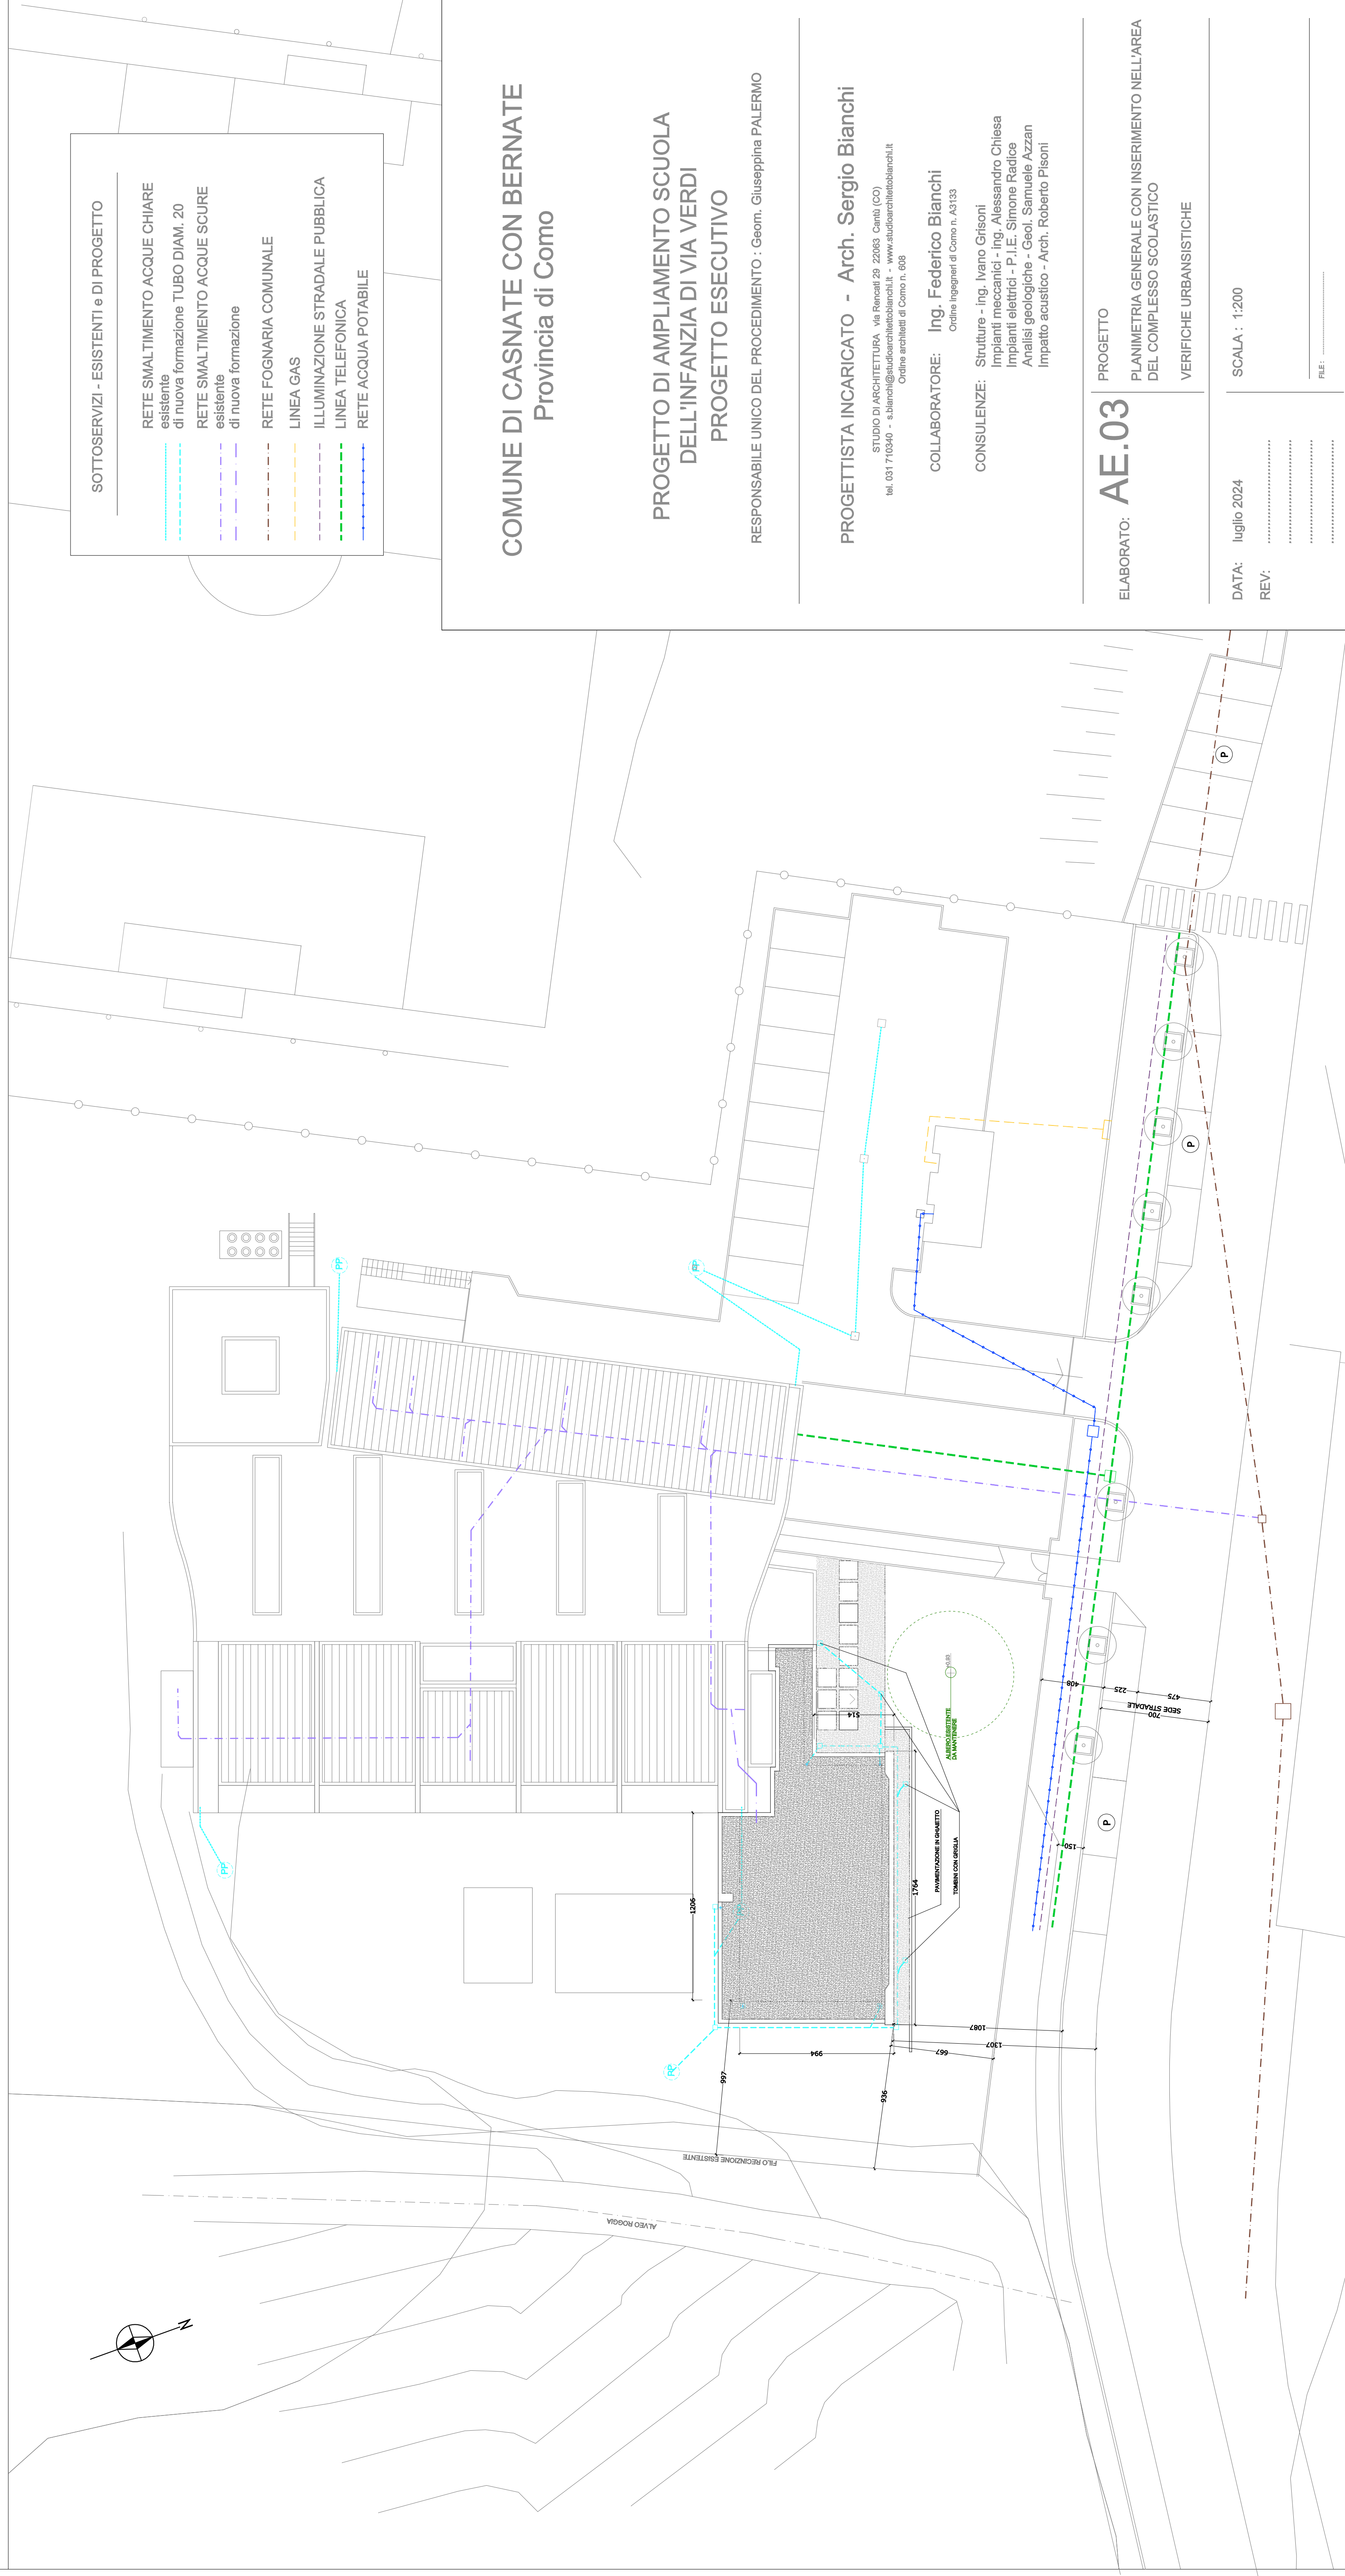 SOTTOSERVIZI - ESISTENTI e DI PROGETTO
RETE SMALTIMENTO ACQUE CHIARE
esistente
di nuova formazione TUBO DIAM. 20
RETE SMALTIMENTO ACQUE SCURE
esistente
di nuova formazione
RETE FOGNARIA COMUNALE
LINEA GAS
ILLUMINAZIONE STRADALE PUBBLICA
LINEA TELEFONICA
RETE ACQUA POTABILE
COMUNE DI CASNATE CON BERNATE
Provincia di Como
PROGETTO DI AMPLIAMENTO SCUOLA
DELL'INFANZIA DI VIA VERDI
PROGETTO ESECUTIVO
RESPONSABILE UNICO DEL PROCEDIMENTO : Geom. Giuseppina PALERMO
PROGETTISTA INCARICATO - Arch. Sergio Bianchi
STUDIO DI ARCHITETTURA via Rencati 29 22063 Cantù (CO)
tel. 031 710340 - s.bianchi@studioarchitettobianchi.it - www.studioarchitettobianchi.it
Ordine architetti di Como n. 608
COLLABORATORE: Ing. Federico Bianchi
Ordine Ingegneri di Como n. A3133
CONSULENZE: Strutture - ing. Ivano Grisoni
Impianti meccanici - ing. Alessandro Chiesa
Impianti elettrici - P.I.E. Simone Radice
Analisi geologiche - Geol. Samuele Azzan
Impatto acustico - Arch. Roberto Pisoni
ELABORATO: AE.03
PROGETTO
PLANIMETRIA GENERALE CON INSERIMENTO NELL'AREA
DEL COMPLESSO SCOLASTICO
VERIFICHE URBANSISTICHE
DATA: luglio 2024
SCALA : 1:200
REV:
FILE :
P
P
P
PP
PP
PP
PP
PP
ALBERO ESISTENTE
DA MANTENERE
PAVIMENTAZIONE IN GHIAIETTO
TOMBINI CON GRIGLIA
408
225
475
SEDE STRADALE
700
514
150
1764
1206
1087
1307
667
994
997
936
FILO RECINZIONE ESISTENTE
ALVEO ROGGIA
N